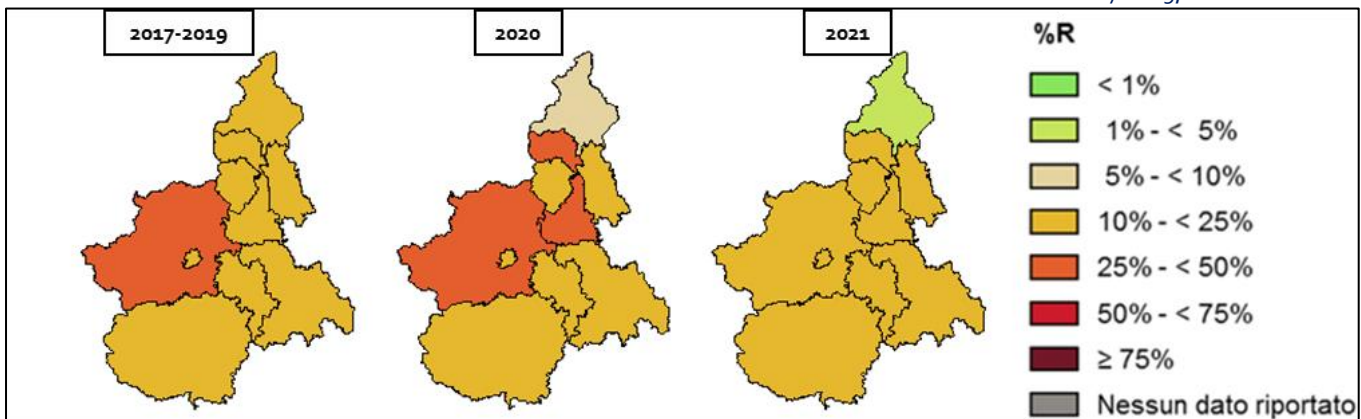 2017-2019
2020
2021
%R
< 1%
1% - < 5%
5% - < 10%
10% - < 25%
25% - < 50%
50% - < 75%
≥ 75%
Nessun dato riportato